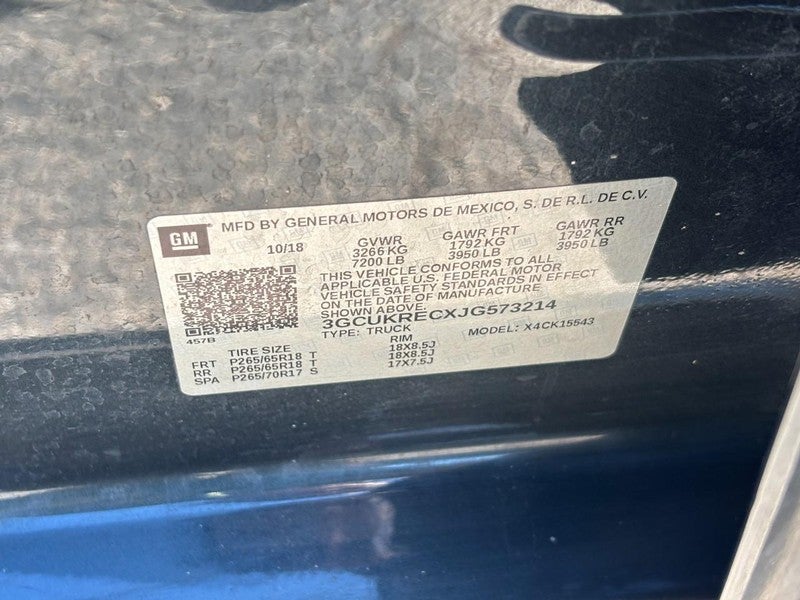 GM
MFD BY GENERAL MOTORS DE MEXICO, S. DE R.L. DE C.V.
10/18 GVWR GAWR FRT GAWR RR
3266 KG 1792 KG 1792 KG
7200 LB 3950 LB 3950 LB
THIS VEHICLE CONFORMS TO ALL
APPLICABLE U.S. FEDERAL MOTOR
VEHICLE SAFETY STANDARDS IN EFFECT
ON THE DATE OF MANUFACTURE
SHOWN ABOVE.
3GCUKRECXJG573214
457B TYPE: TRUCK MODEL: X4CK15543
TIRE SIZE RIM
FRT P265/65R18 T 18X8.5J
RR P265/65R18 T 18X8.5J
SPA P265/70R17 S 17X7.5J